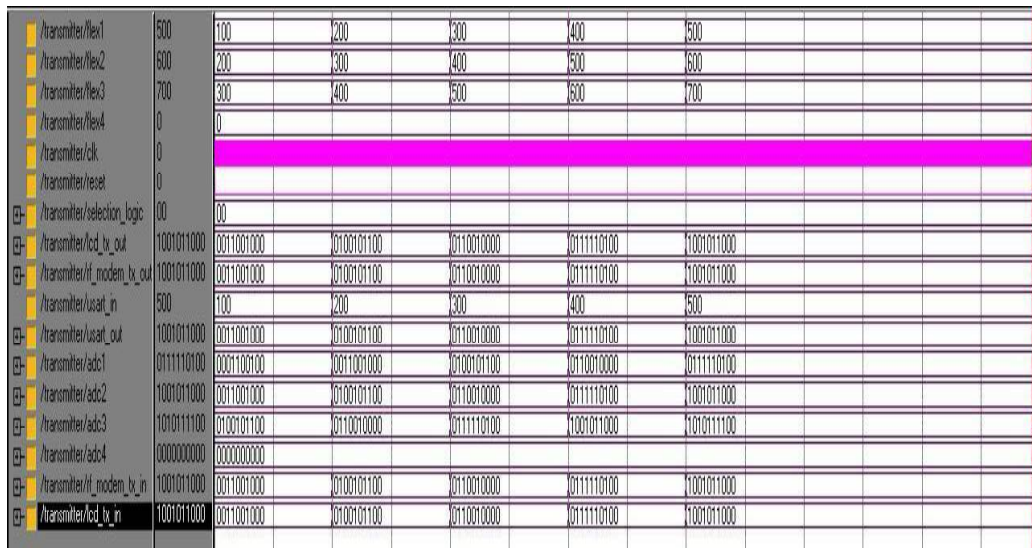 /transmitter/flex1 500 100 200 300 400 500
/transmitter/flex2 600 200 300 400 500 600
/transmitter/flex3 700 300 400 500 600 700
/transmitter/flex4 0 0
/transmitter/clk 0
/transmitter/reset 0
/transmitter/selection_logic 00 00
/transmitter/lcd_tx_out 1001011000 0011001000 0100101100 0110010000 0111110100 1001011000
/transmitter/rf_modem_tx_out 1001011000 0011001000 0100101100 0110010000 0111110100 1001011000
/transmitter/usart_in 500 100 200 300 400 500
/transmitter/usart_out 1001011000 0011001000 0100101100 0110010000 0111110100 1001011000
/transmitter/adc1 0111110100 0001100100 0011001000 0100101100 0110010000 0111110100
/transmitter/adc2 1001011000 0011001000 0100101100 0110010000 0111110100 1001011000
/transmitter/adc3 1010111100 0100101100 0110010000 0111110100 1001011000 1010111100
/transmitter/adc4 0000000000 0000000000
/transmitter/rf_modem_tx_in 1001011000 0011001000 0100101100 0110010000 0111110100 1001011000
/transmitter/lcd_tx_in 1001011000 0011001000 0100101100 0110010000 0111110100 1001011000